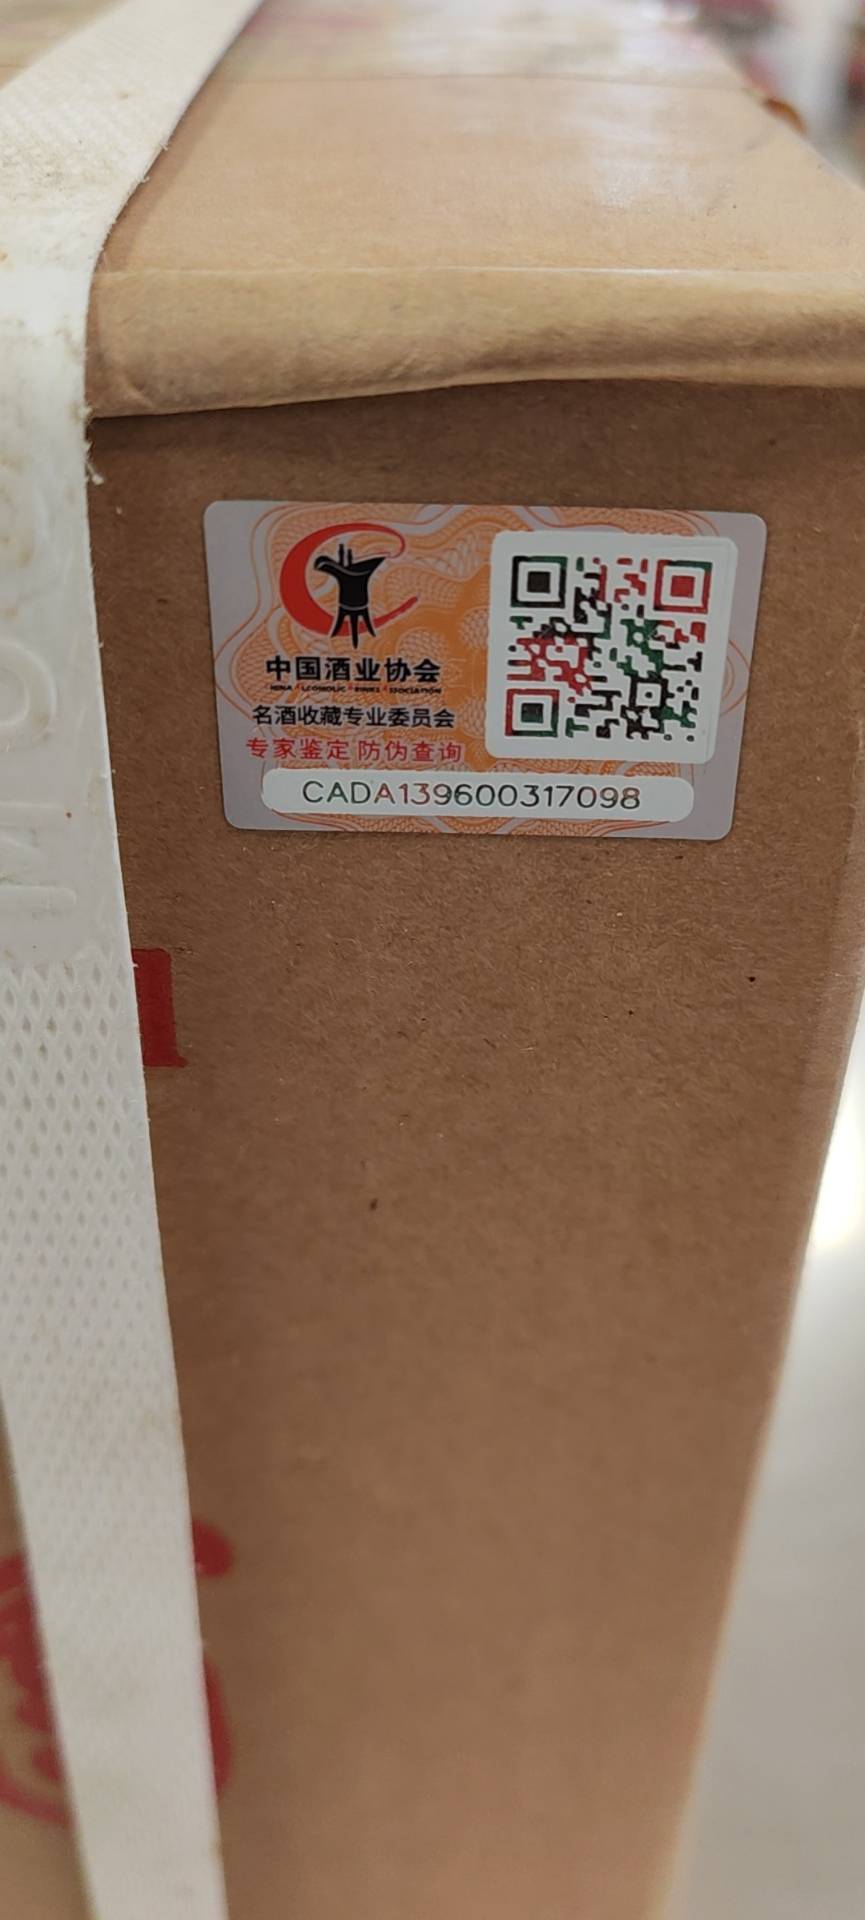 中国酒业协会
名酒收藏专业委员会
专家鉴定 防伪查询
CADA139600317098